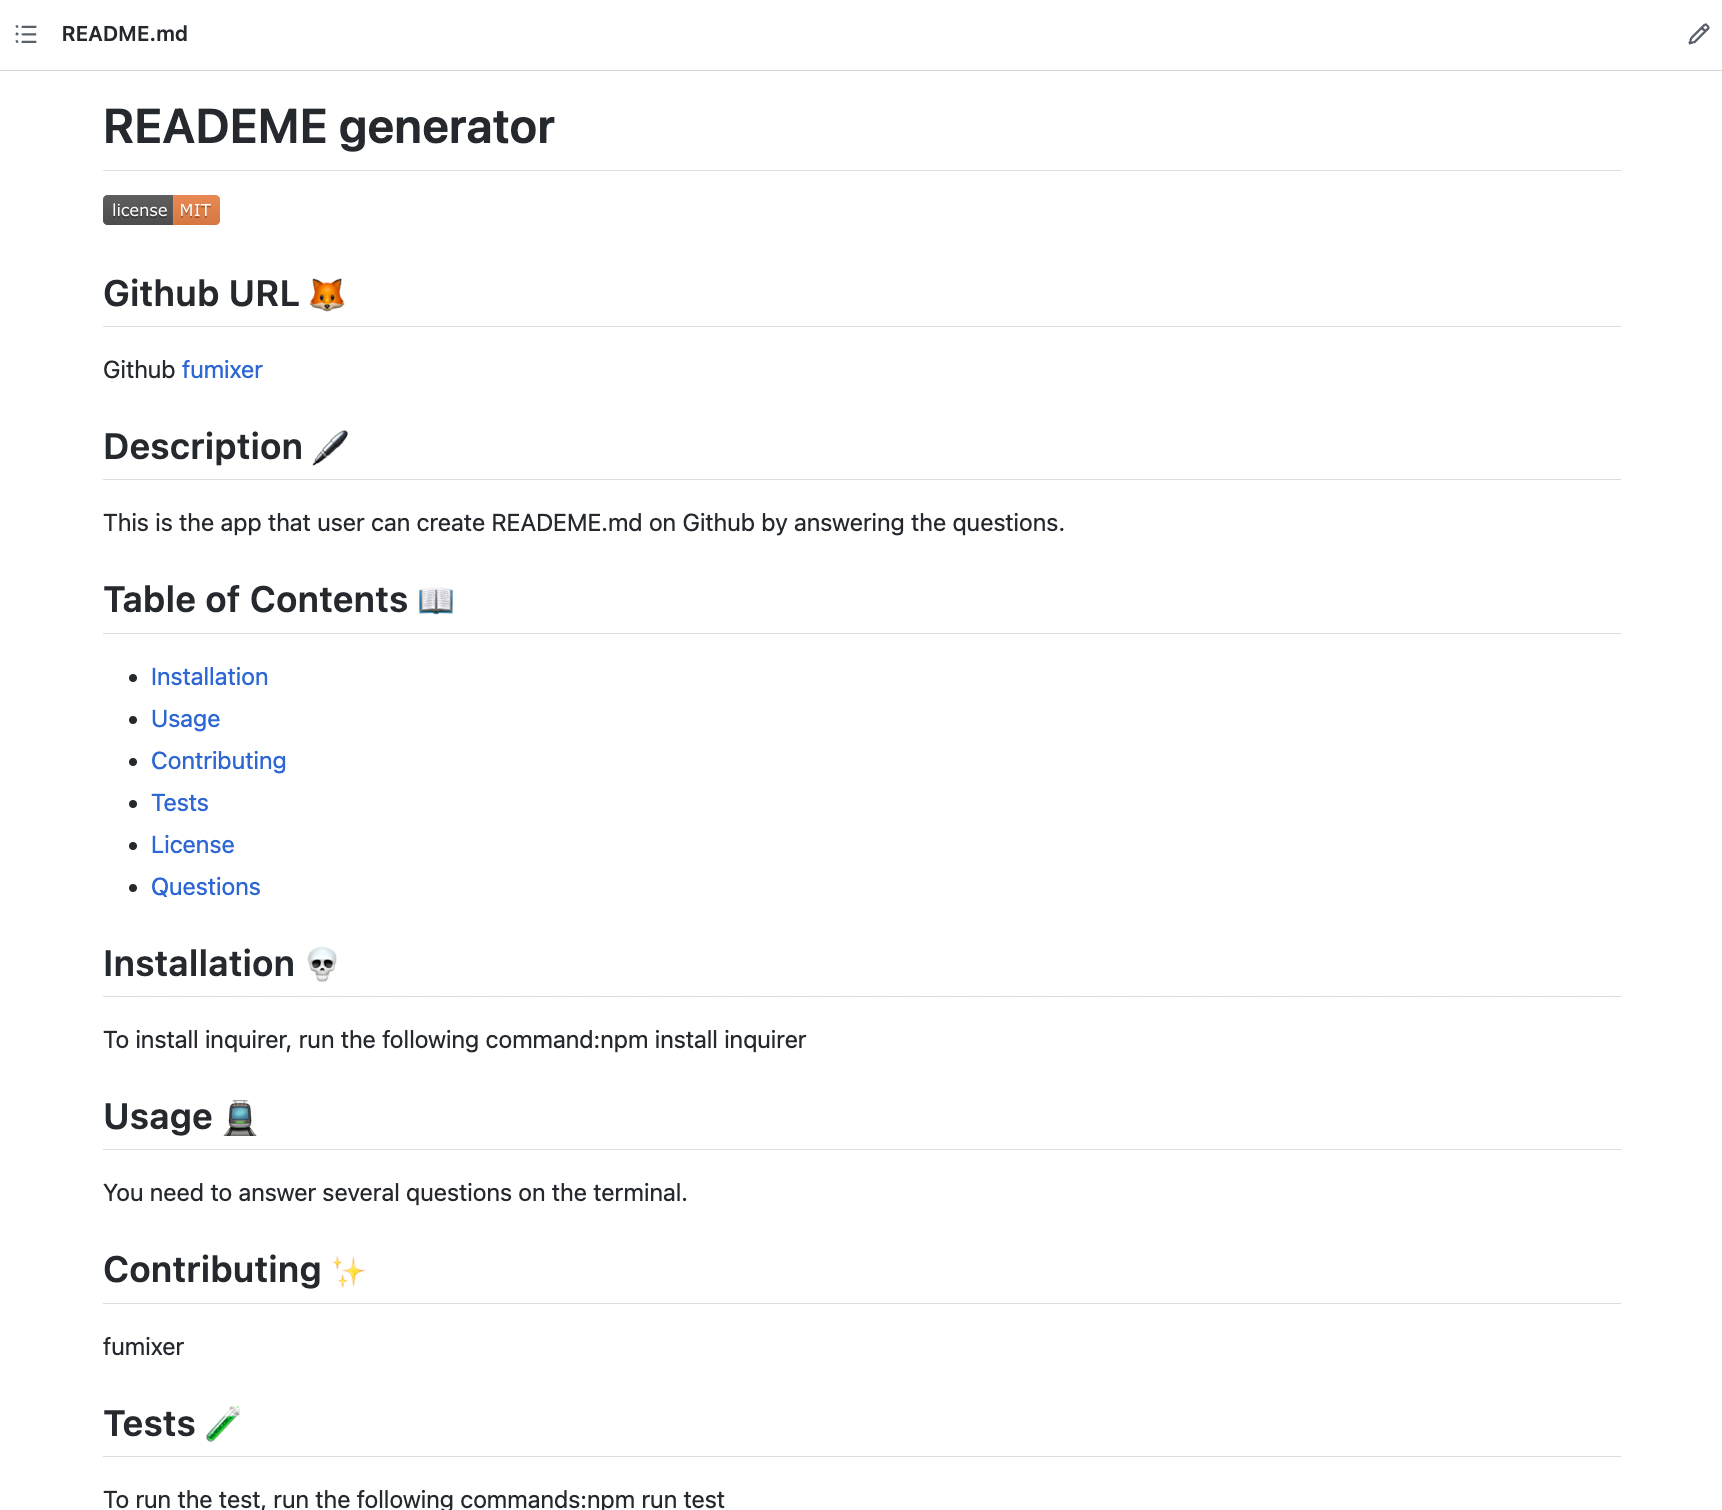 README.md
READEME generator
license MIT
Github URL 🦊
Github fumixer
Description 🖋
This is the app that user can create READEME.md on Github by answering the questions.
Table of Contents 📖
Installation
Usage
Contributing
Tests
License
Questions
Installation 💀
To install inquirer, run the following command:npm install inquirer
Usage 🚊
You need to answer several questions on the terminal.
Contributing ✨
fumixer
Tests 🧪
To run the test, run the following commands:npm run test